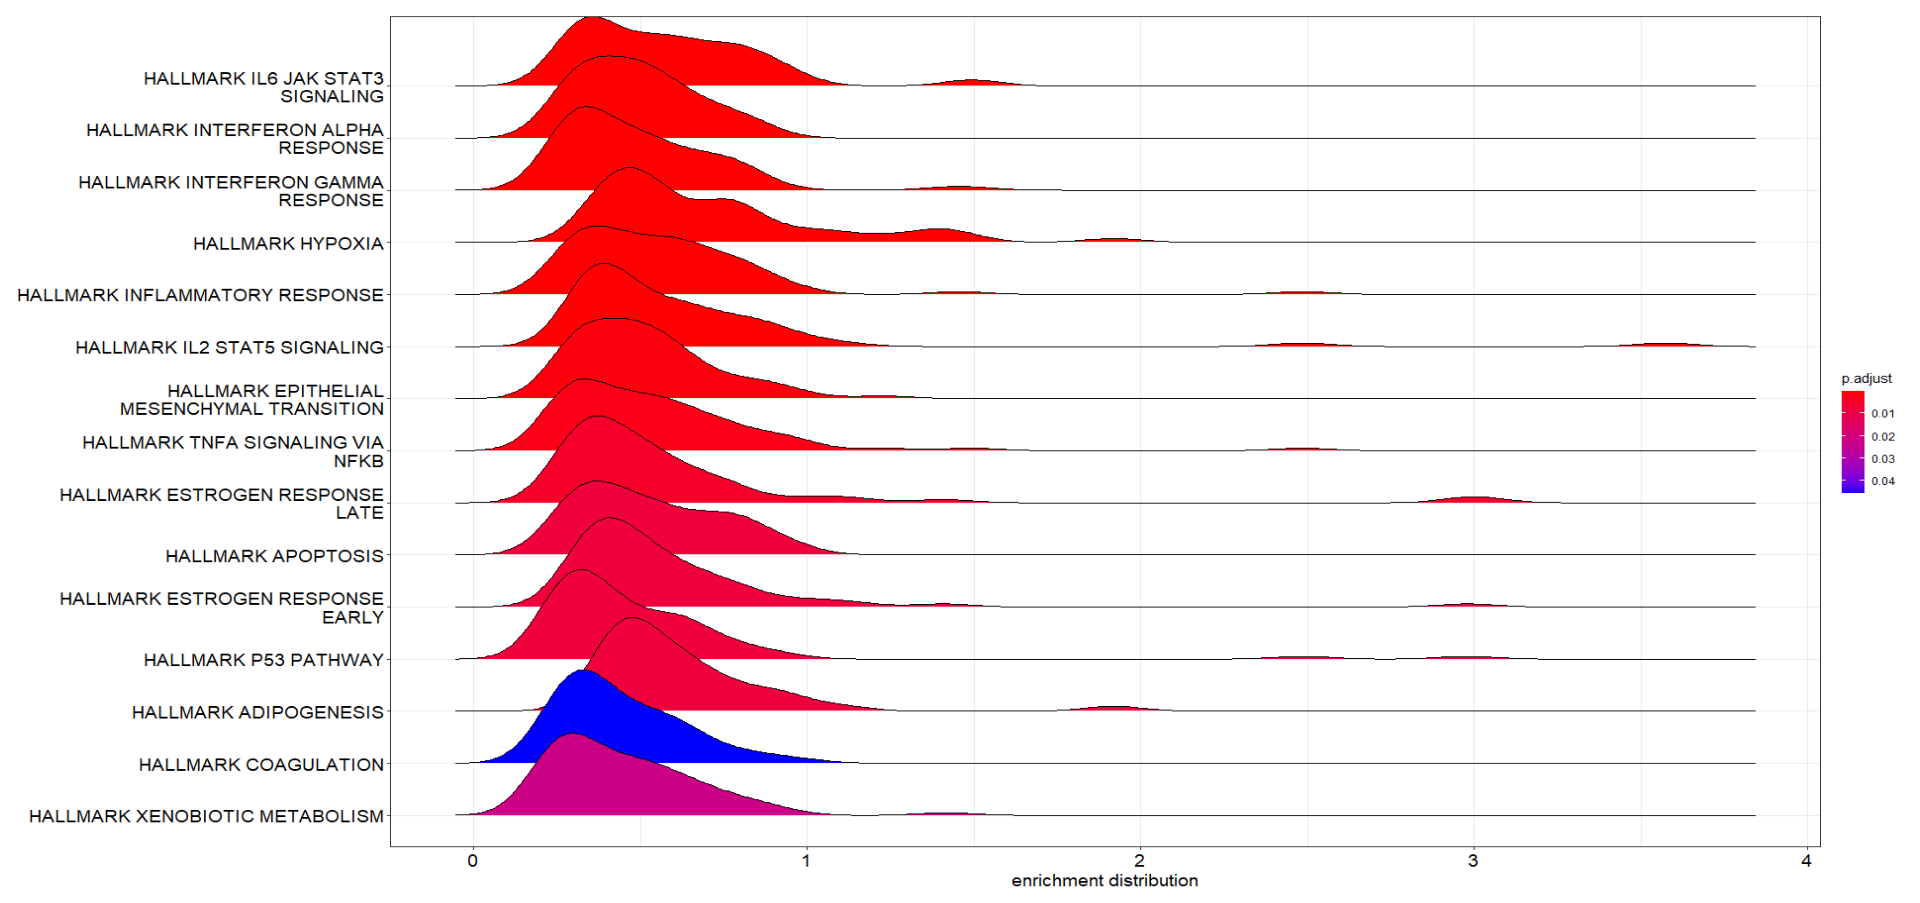 HALLMARK IL6 JAK STAT3
SIGNALING
HALLMARK INTERFERON ALPHA
RESPONSE
HALLMARK INTERFERON GAMMA
RESPONSE
HALLMARK HYPOXIA
HALLMARK INFLAMMATORY RESPONSE
HALLMARK IL2 STAT5 SIGNALING
HALLMARK EPITHELIAL
MESENCHYMAL TRANSITION
HALLMARK TNFA SIGNALING VIA
NFKB
HALLMARK ESTROGEN RESPONSE
LATE
HALLMARK APOPTOSIS
HALLMARK ESTROGEN RESPONSE
EARLY
HALLMARK P53 PATHWAY
HALLMARK ADIPOGENESIS
HALLMARK COAGULATION
HALLMARK XENOBIOTIC METABOLISM
0 1 2 3 4
enrichment distribution
p.adjust
0.01
0.02
0.03
0.04